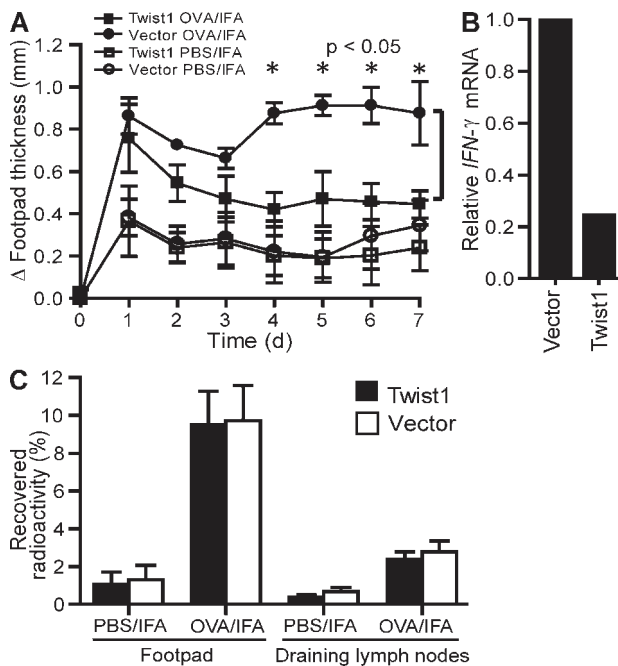 A
Twist1 OVA/IFA
Vector OVA/IFA
Twist1 PBS/IFA
Vector PBS/IFA
p < 0.05
* * * *
Δ Footpad thickness (mm)
1.2
1.0
0.8
0.6
0.4
0.2
0.0
0 1 2 3 4 5 6 7
Time (d)
B
Relative IFN-γ mRNA
1.0
0.8
0.6
0.4
0.2
0.0
Vector
Twist1
C
Twist1
Vector
Recovered
radioactivity (%)
12
10
8
6
4
2
0
PBS/IFA OVA/IFA PBS/IFA OVA/IFA
Footpad Draining lymph nodes